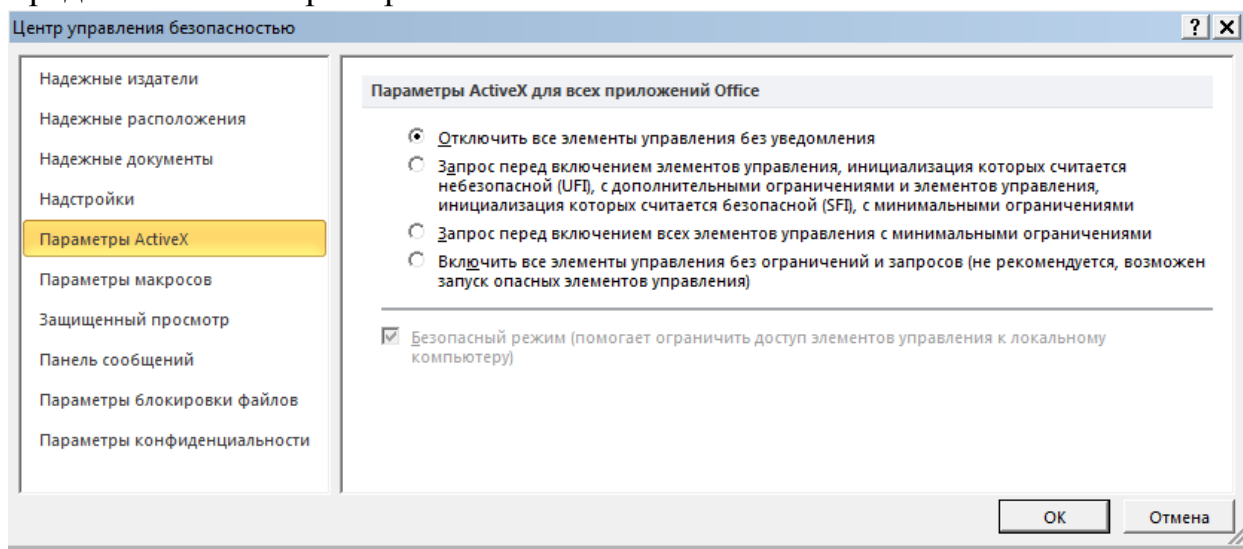 Центр управления безопасностью
Надежные издатели
Надежные расположения
Надежные документы
Надстройки
Параметры ActiveX
Параметры макросов
Защищенный просмотр
Панель сообщений
Параметры блокировки файлов
Параметры конфиденциальности
Параметры ActiveX для всех приложений Office
Отключить все элементы управления без уведомления
Запрос перед включением элементов управления, инициализация которых считается
небезопасной (UFI), с дополнительными ограничениями и элементов управления,
инициализация которых считается безопасной (SFI), с минимальными ограничениями
Запрос перед включением всех элементов управления с минимальными ограничениями
Включить все элементы управления без ограничений и запросов (не рекомендуется, возможен
запуск опасных элементов управления)
Безопасный режим (помогает ограничить доступ элементов управления к локальному
компьютеру)
ОК
Отмена